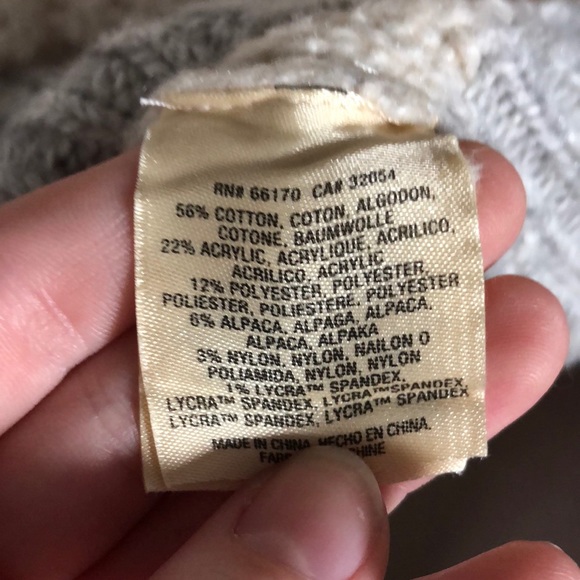 RN# 66170 CA# 32054
56% COTTON, COTON, ALGODON,
COTONE, BAUMWOLLE
22% ACRYLIC, ACRYLIQUE, ACRILICO,
ACRILICO, ACRYLIC
12% POLYESTER, POLYESTER,
POLIESTER, POLIESTERE, POLYESTER
6% ALPACA, ALPAGA, ALPACA,
ALPACA, ALPAKA
3% NYLON, NYLON, NAILON O
POLIAMIDA, NYLON, NYLON
1% LYCRA™ SPANDEX,
LYCRA™ SPANDEX, LYCRA™ SPANDEX,
LYCRA™ SPANDEX, LYCRA™ SPANDEX
MADE IN CHINA, HECHO EN CHINA.